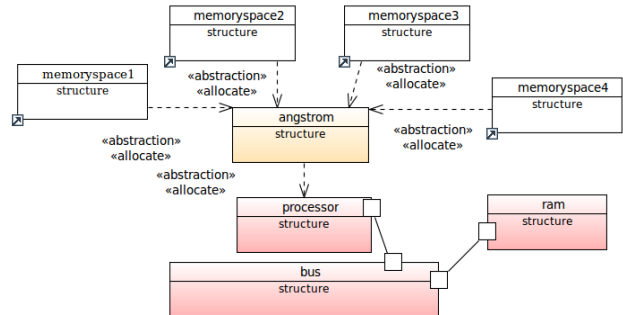 memoryspace2
structure
memoryspace3
structure
memoryspace1
structure
«abstraction»
«allocate»
«abstraction»
«allocate»
memoryspace4
structure
angstrom
structure
«abstraction»
«allocate»
«abstraction»
«allocate»
«abstraction»
«allocate»
processor
structure
ram
structure
bus
structure